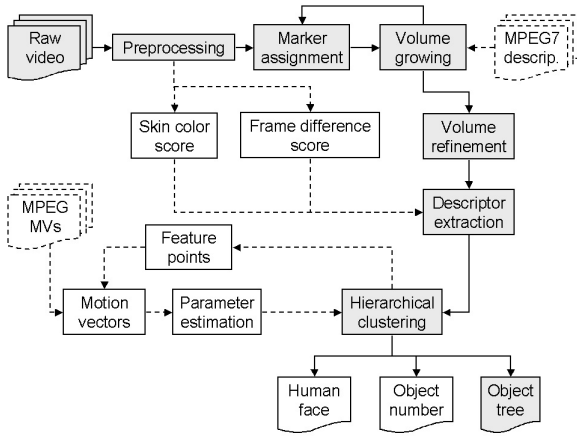 Raw
video
Preprocessing
Marker
assignment
Volume
growing
MPEG7
descrip.
Skin color
score
Frame difference
score
Volume
refinement
MPEG
MVs
Feature
points
Descriptor
extraction
Motion
vectors
Parameter
estimation
Hierarchical
clustering
Human
face
Object
number
Object
tree